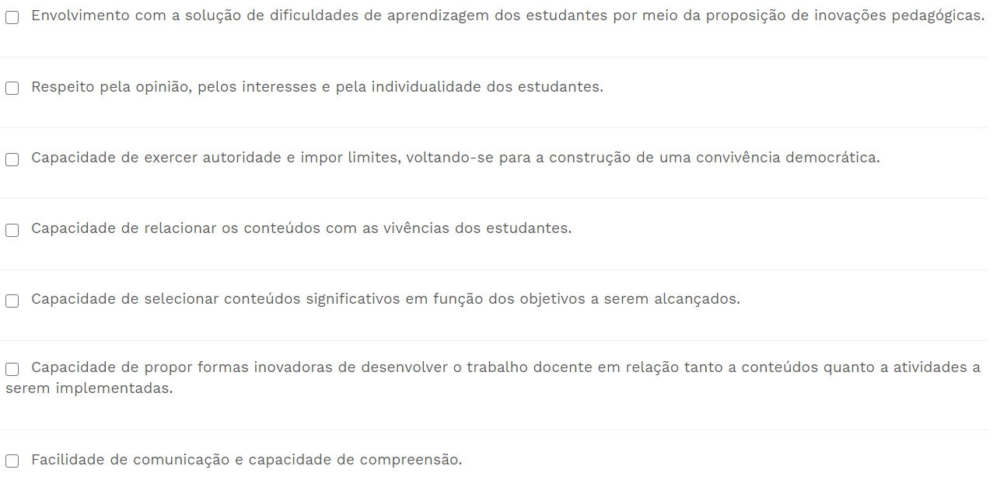 Envolvimento com a solução de dificuldades de aprendizagem dos estudantes por meio da proposição de inovações pedagógicas.
Respeito pela opinião, pelos interesses e pela individualidade dos estudantes.
Capacidade de exercer autoridade e impor limites, voltando-se para a construção de uma convivência democrática.
Capacidade de relacionar os conteúdos com as vivências dos estudantes.
Capacidade de selecionar conteúdos significativos em função dos objetivos a serem alcançados.
Capacidade de propor formas inovadoras de desenvolver o trabalho docente em relação tanto a conteúdos quanto a atividades a
serem implementadas.
Facilidade de comunicação e capacidade de compreensão.